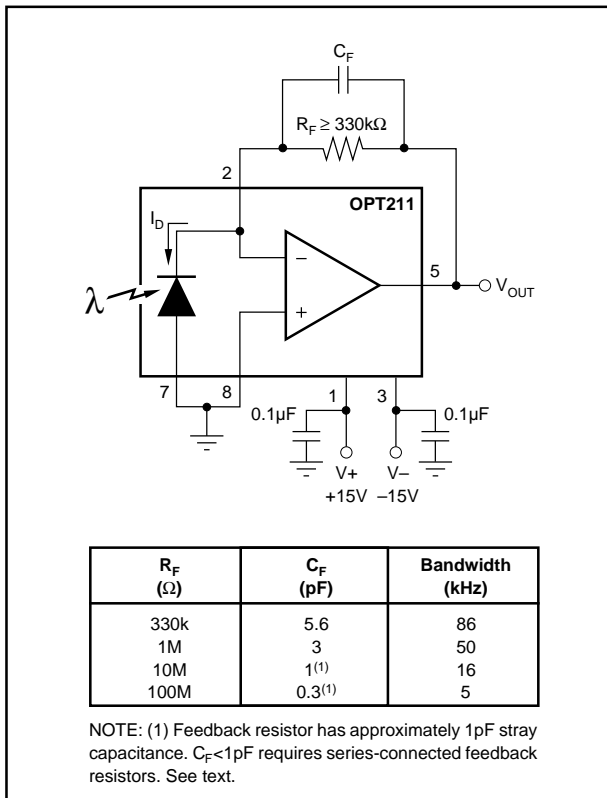 C_F
R_F ≥ 330kΩ
2
OPT211
I_D
λ
−
+
5
V_OUT
7
8
1
3
0.1µF
0.1µF
V+
+15V
V−
−15V
R_F (Ω) C_F (pF) Bandwidth (kHz)
330k 5.6 86
1M 3 50
10M 1(1) 16
100M 0.3(1) 5
NOTE: (1) Feedback resistor has approximately 1pF stray
capacitance. C_F<1pF requires series-connected feedback
resistors. See text.